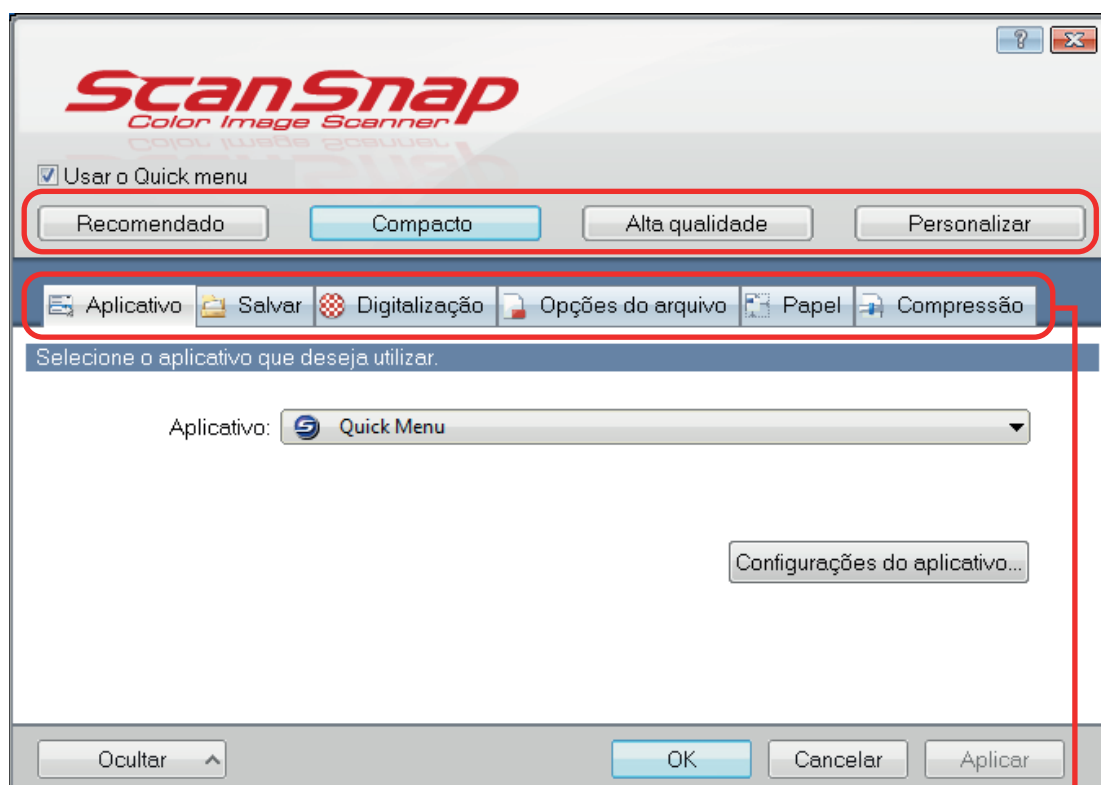 ScanSnap
Color Image Scanner
Usar o Quick menu
Recomendado Compacto Alta qualidade Personalizar
Aplicativo Salvar Digitalização Opções do arquivo Papel Compressão
Selecione o aplicativo que deseja utilizar.
Aplicativo: Quick Menu
Configurações do aplicativo...
Ocultar OK Cancelar Aplicar